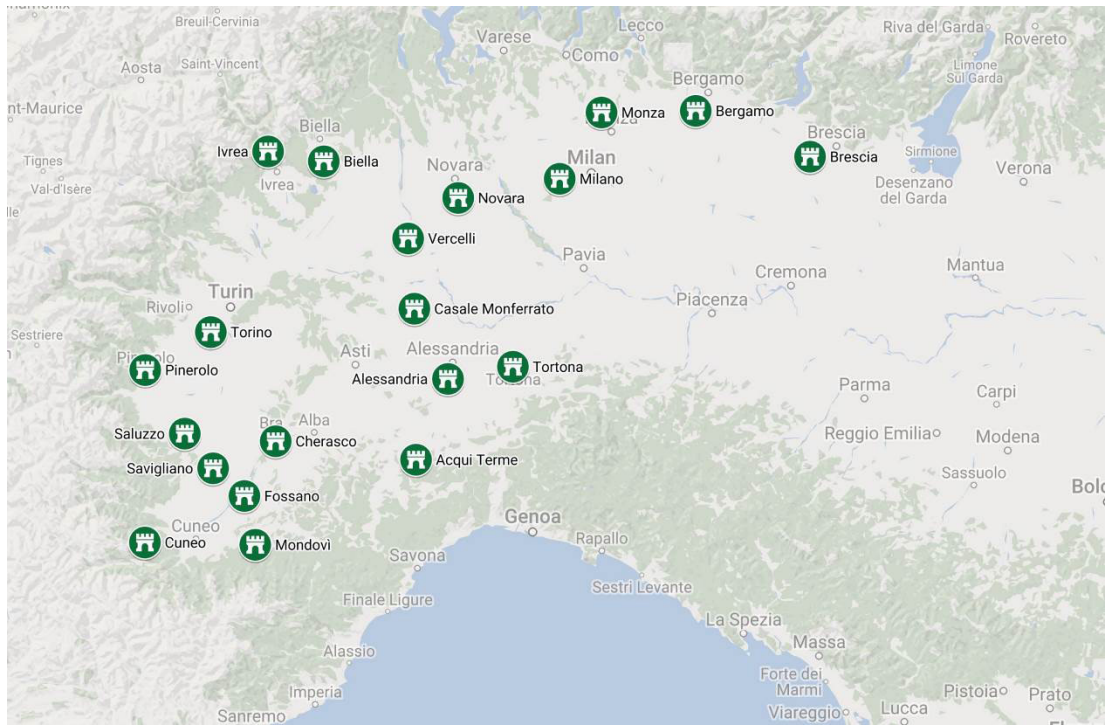 Breuil-Cervinia
Lecco
Riva del Garda
Rovereto
Varese
Como
Aosta
Saint-Vincent
Limone
Sul Garda
Bergamo
nt-Maurice
Monza
Bergamo
Biella
Brescia
Ivrea
Biella
Novara
Milan
Brescia
Sirmione
Verona
Tignes
Val-d'Isère
Ivrea
Milano
Desenzano
del Garda
Novara
Vercelli
Pavia
Cremona
Mantua
Turin
Rivoli
Casale Monferrato
Piacenza
Sestriere
Torino
Asti
Alessandria
Pinerolo
Alessandria
Tortona
Tortona
Parma
Carpi
Saluzzo
Bra
Alba
Cherasco
Reggio Emilia
Modena
Savigliano
Acqui Terme
Sassuolo
Fossano
Cuneo
Genoa
Cuneo
Mondovì
Savona
Rapallo
Sestri Levante
Finale Ligure
La Spezia
Alassio
Massa
Forte dei
Marmi
Imperia
Pistoia
Prato
Sanremo
Viareggio
Lucca